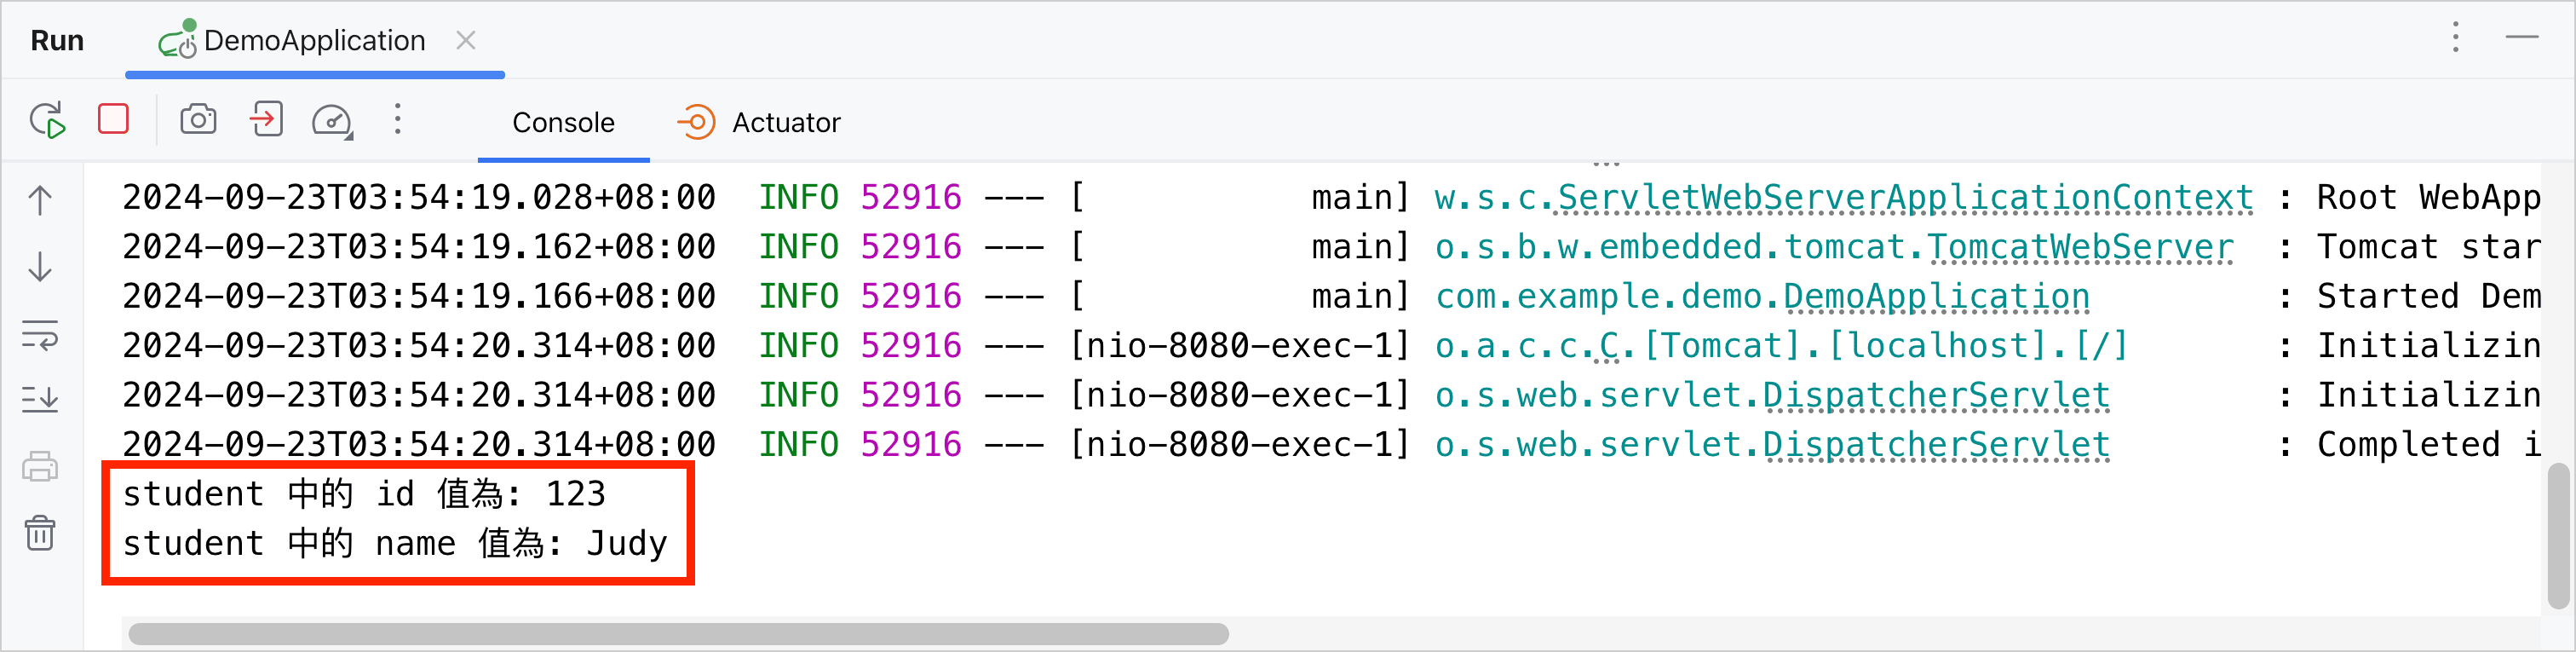 Run DemoApplication
Console Actuator
2024-09-23T03:54:19.028+08:00  INFO 52916 --- [           main] w.s.c.ServletWebServerApplicationContext : Root WebApp
2024-09-23T03:54:19.162+08:00  INFO 52916 --- [           main] o.s.b.w.embedded.tomcat.TomcatWebServer  : Tomcat star
2024-09-23T03:54:19.166+08:00  INFO 52916 --- [           main] com.example.demo.DemoApplication         : Started Dem
2024-09-23T03:54:20.314+08:00  INFO 52916 --- [nio-8080-exec-1] o.a.c.c.C.[Tomcat].[localhost].[/]       : Initializin
2024-09-23T03:54:20.314+08:00  INFO 52916 --- [nio-8080-exec-1] o.s.web.servlet.DispatcherServlet        : Initializin
2024-09-23T03:54:20.314+08:00  INFO 52916 --- [nio-8080-exec-1] o.s.web.servlet.DispatcherServlet        : Completed i
student 中的 id 值為: 123
student 中的 name 值為: Judy